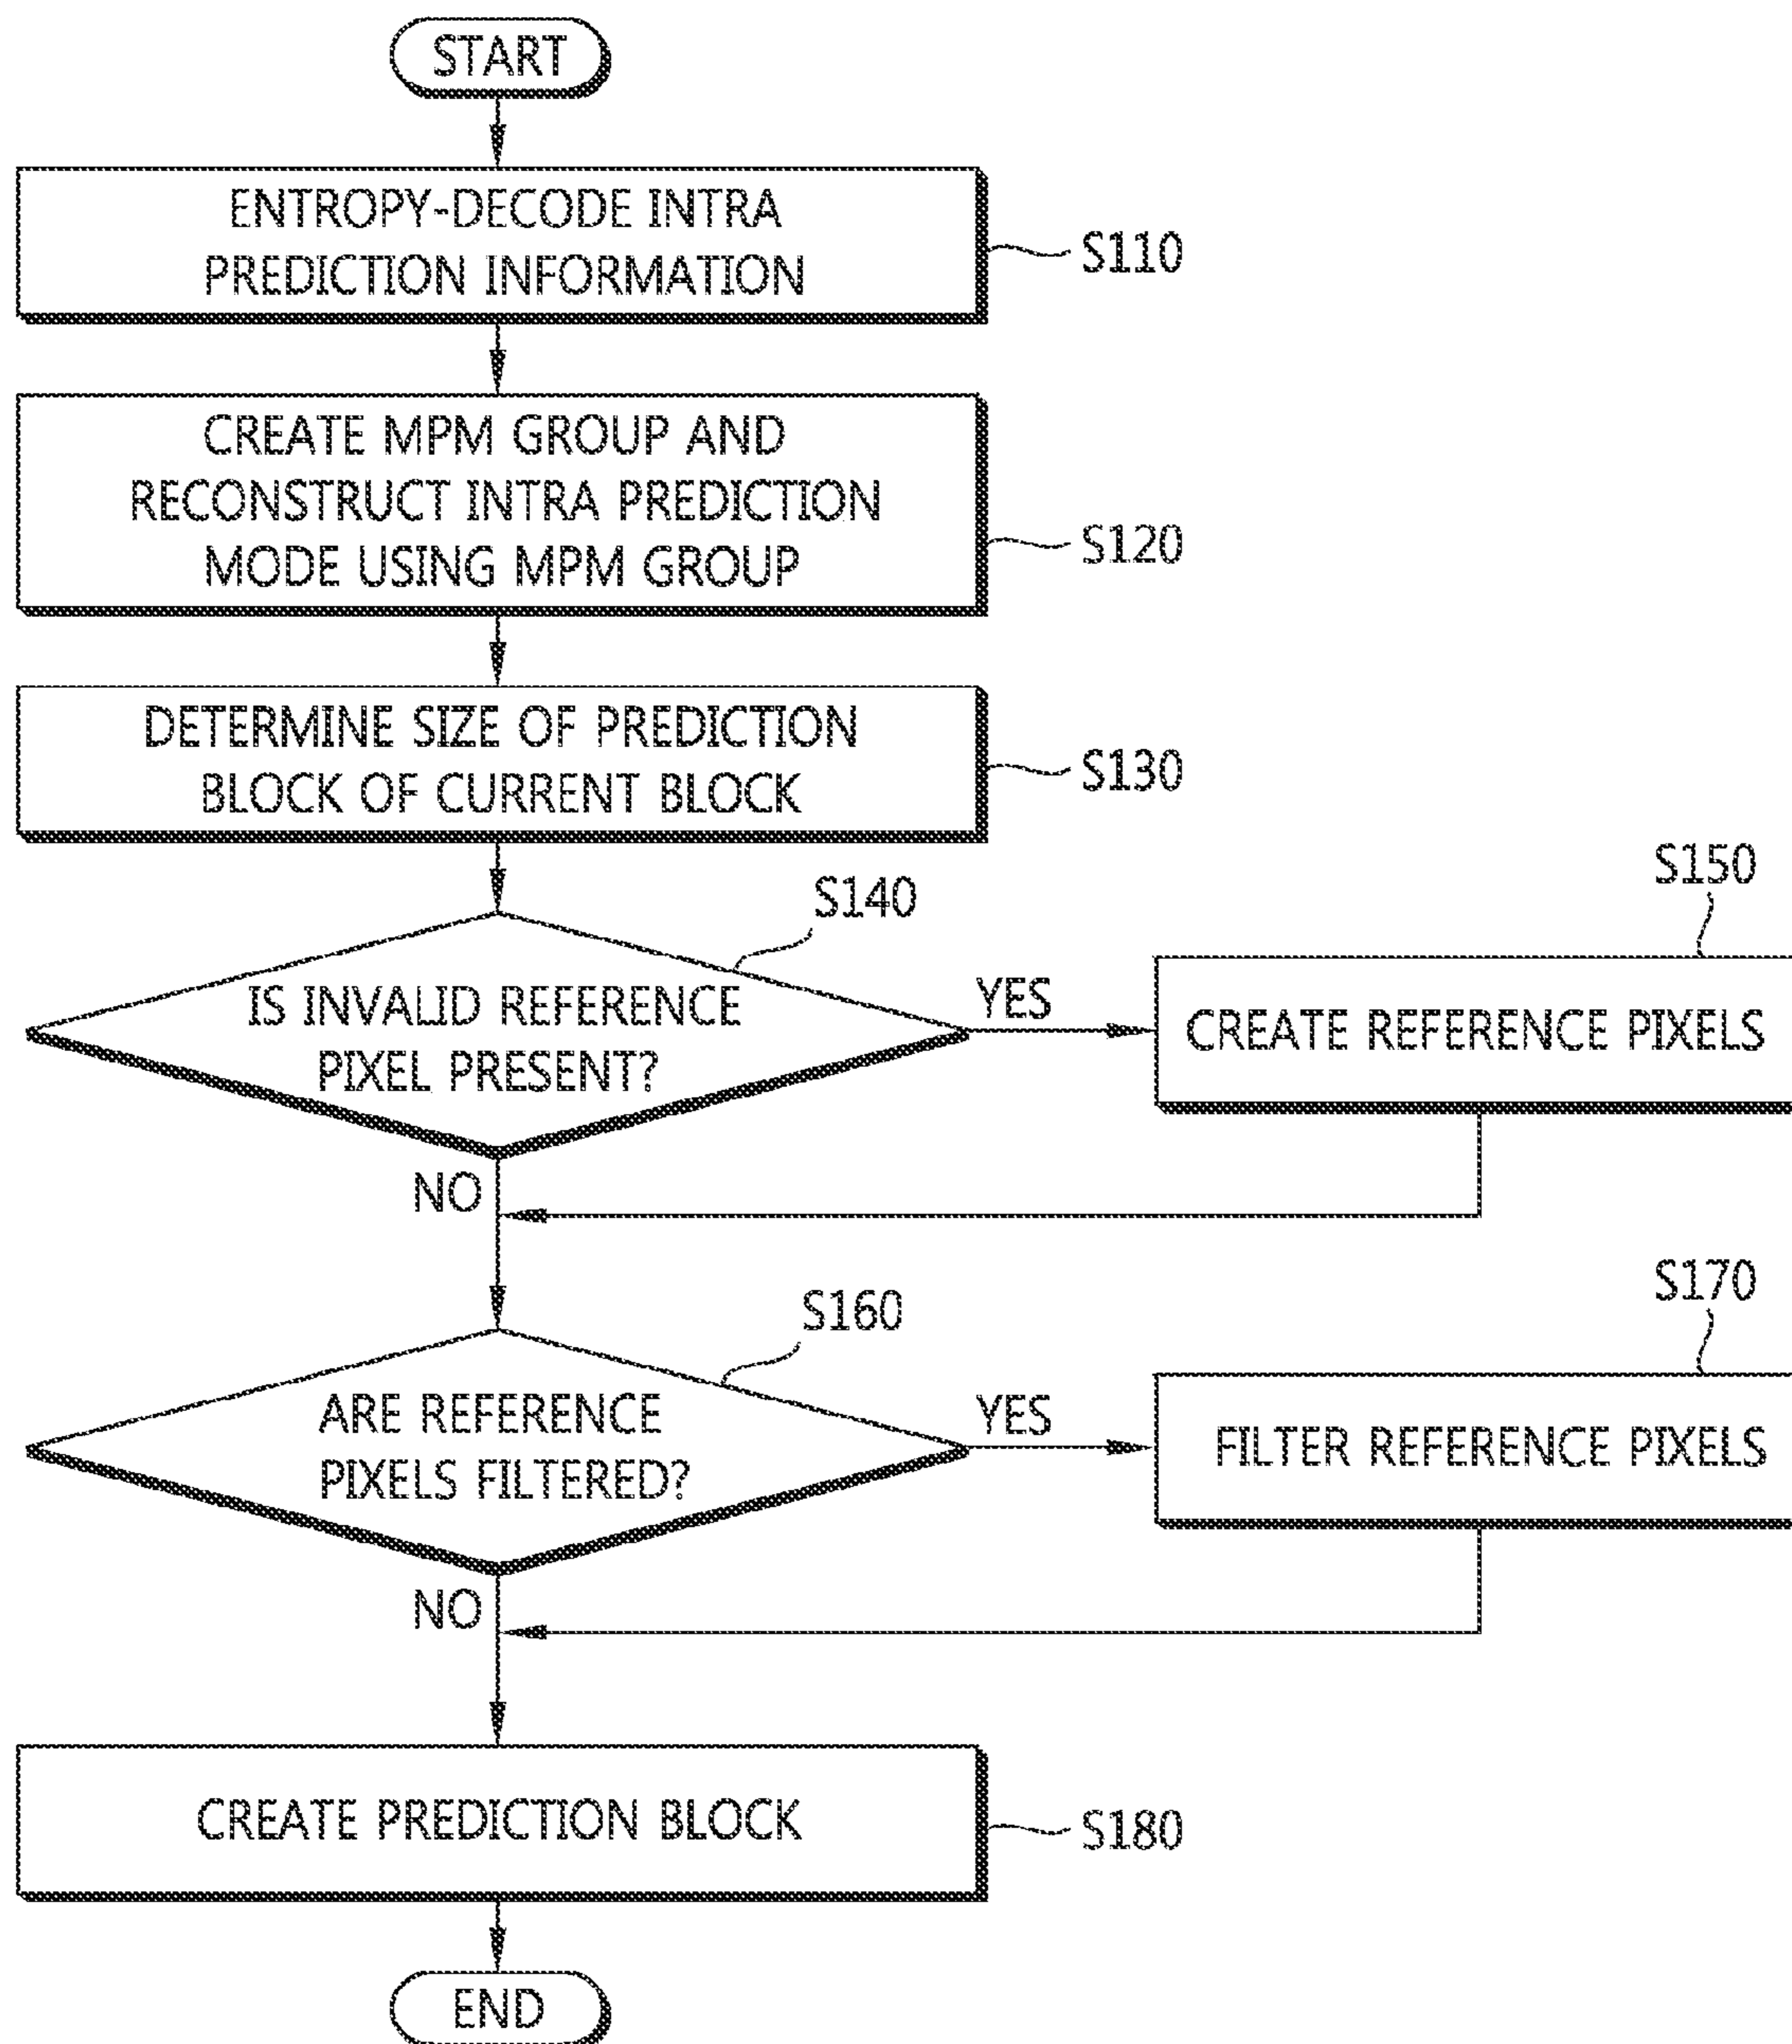 START
ENTROPY-DECODE INTRA
PREDICTION INFORMATION
S110
CREATE MPM GROUP AND
RECONSTRUCT INTRA PREDICTION
MODE USING MPM GROUP
S120
DETERMINE SIZE OF PREDICTION
BLOCK OF CURRENT BLOCK
S130
S140
IS INVALID REFERENCE
PIXEL PRESENT?
YES
S150
CREATE REFERENCE PIXELS
NO
S160
ARE REFERENCE
PIXELS FILTERED?
YES
S170
FILTER REFERENCE PIXELS
NO
CREATE PREDICTION BLOCK
S180
END